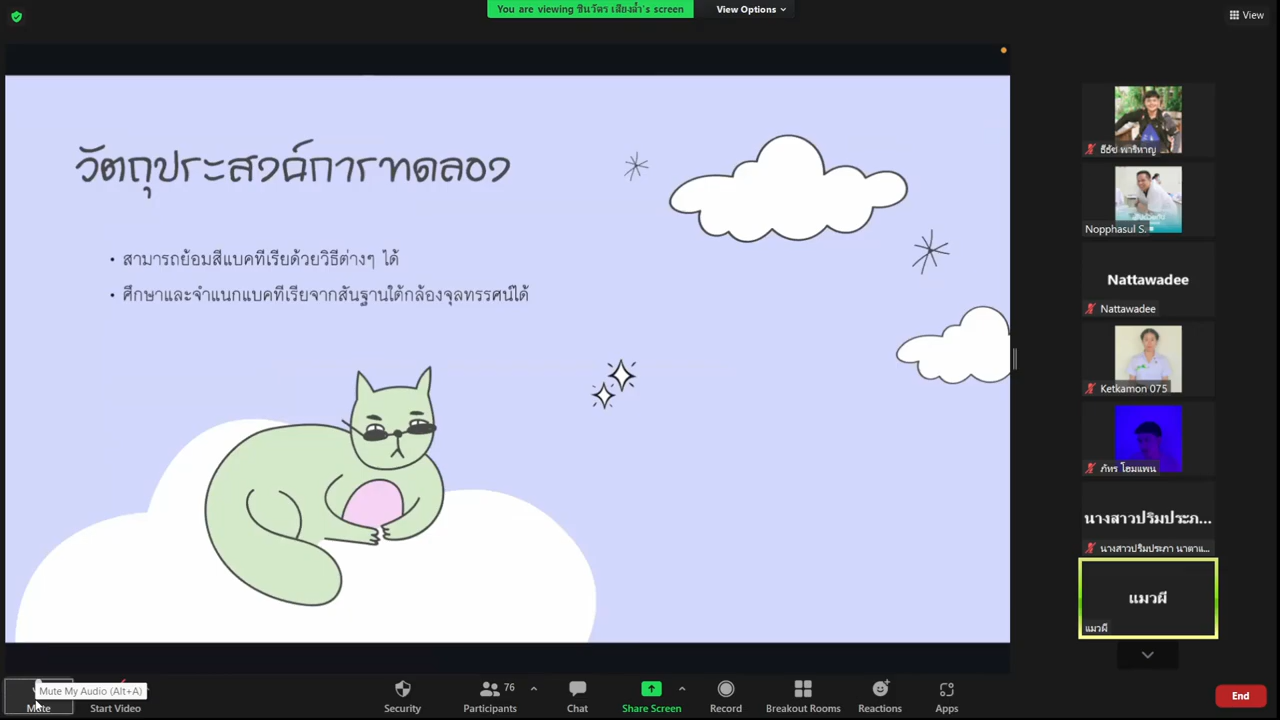 You are viewing ชินวัตร เสียงล้ำ's screen
View Options
View
วัตถุประสงค์การทดลอง
• สามารถย้อมสีแบคทีเรียด้วยวิธีต่างๆ ได้
• ศึกษาและจำแนกแบคทีเรียจากสันฐานใต้กล้องจุลทรรศน์ได้
ธีธัช พาริหาญ
Nopphasul S.
Nattawadee
Nattawadee
Ketkamon 075
ภัทร โฮมแพน
นางสาวปริมประภ...
นางสาวปริมประภา นาตาแ...
แมวผี
แมวผี
Mute My Audio (Alt+A)
Mute
Start Video
Security
Participants
76
Chat
Share Screen
Record
Breakout Rooms
Reactions
Apps
End